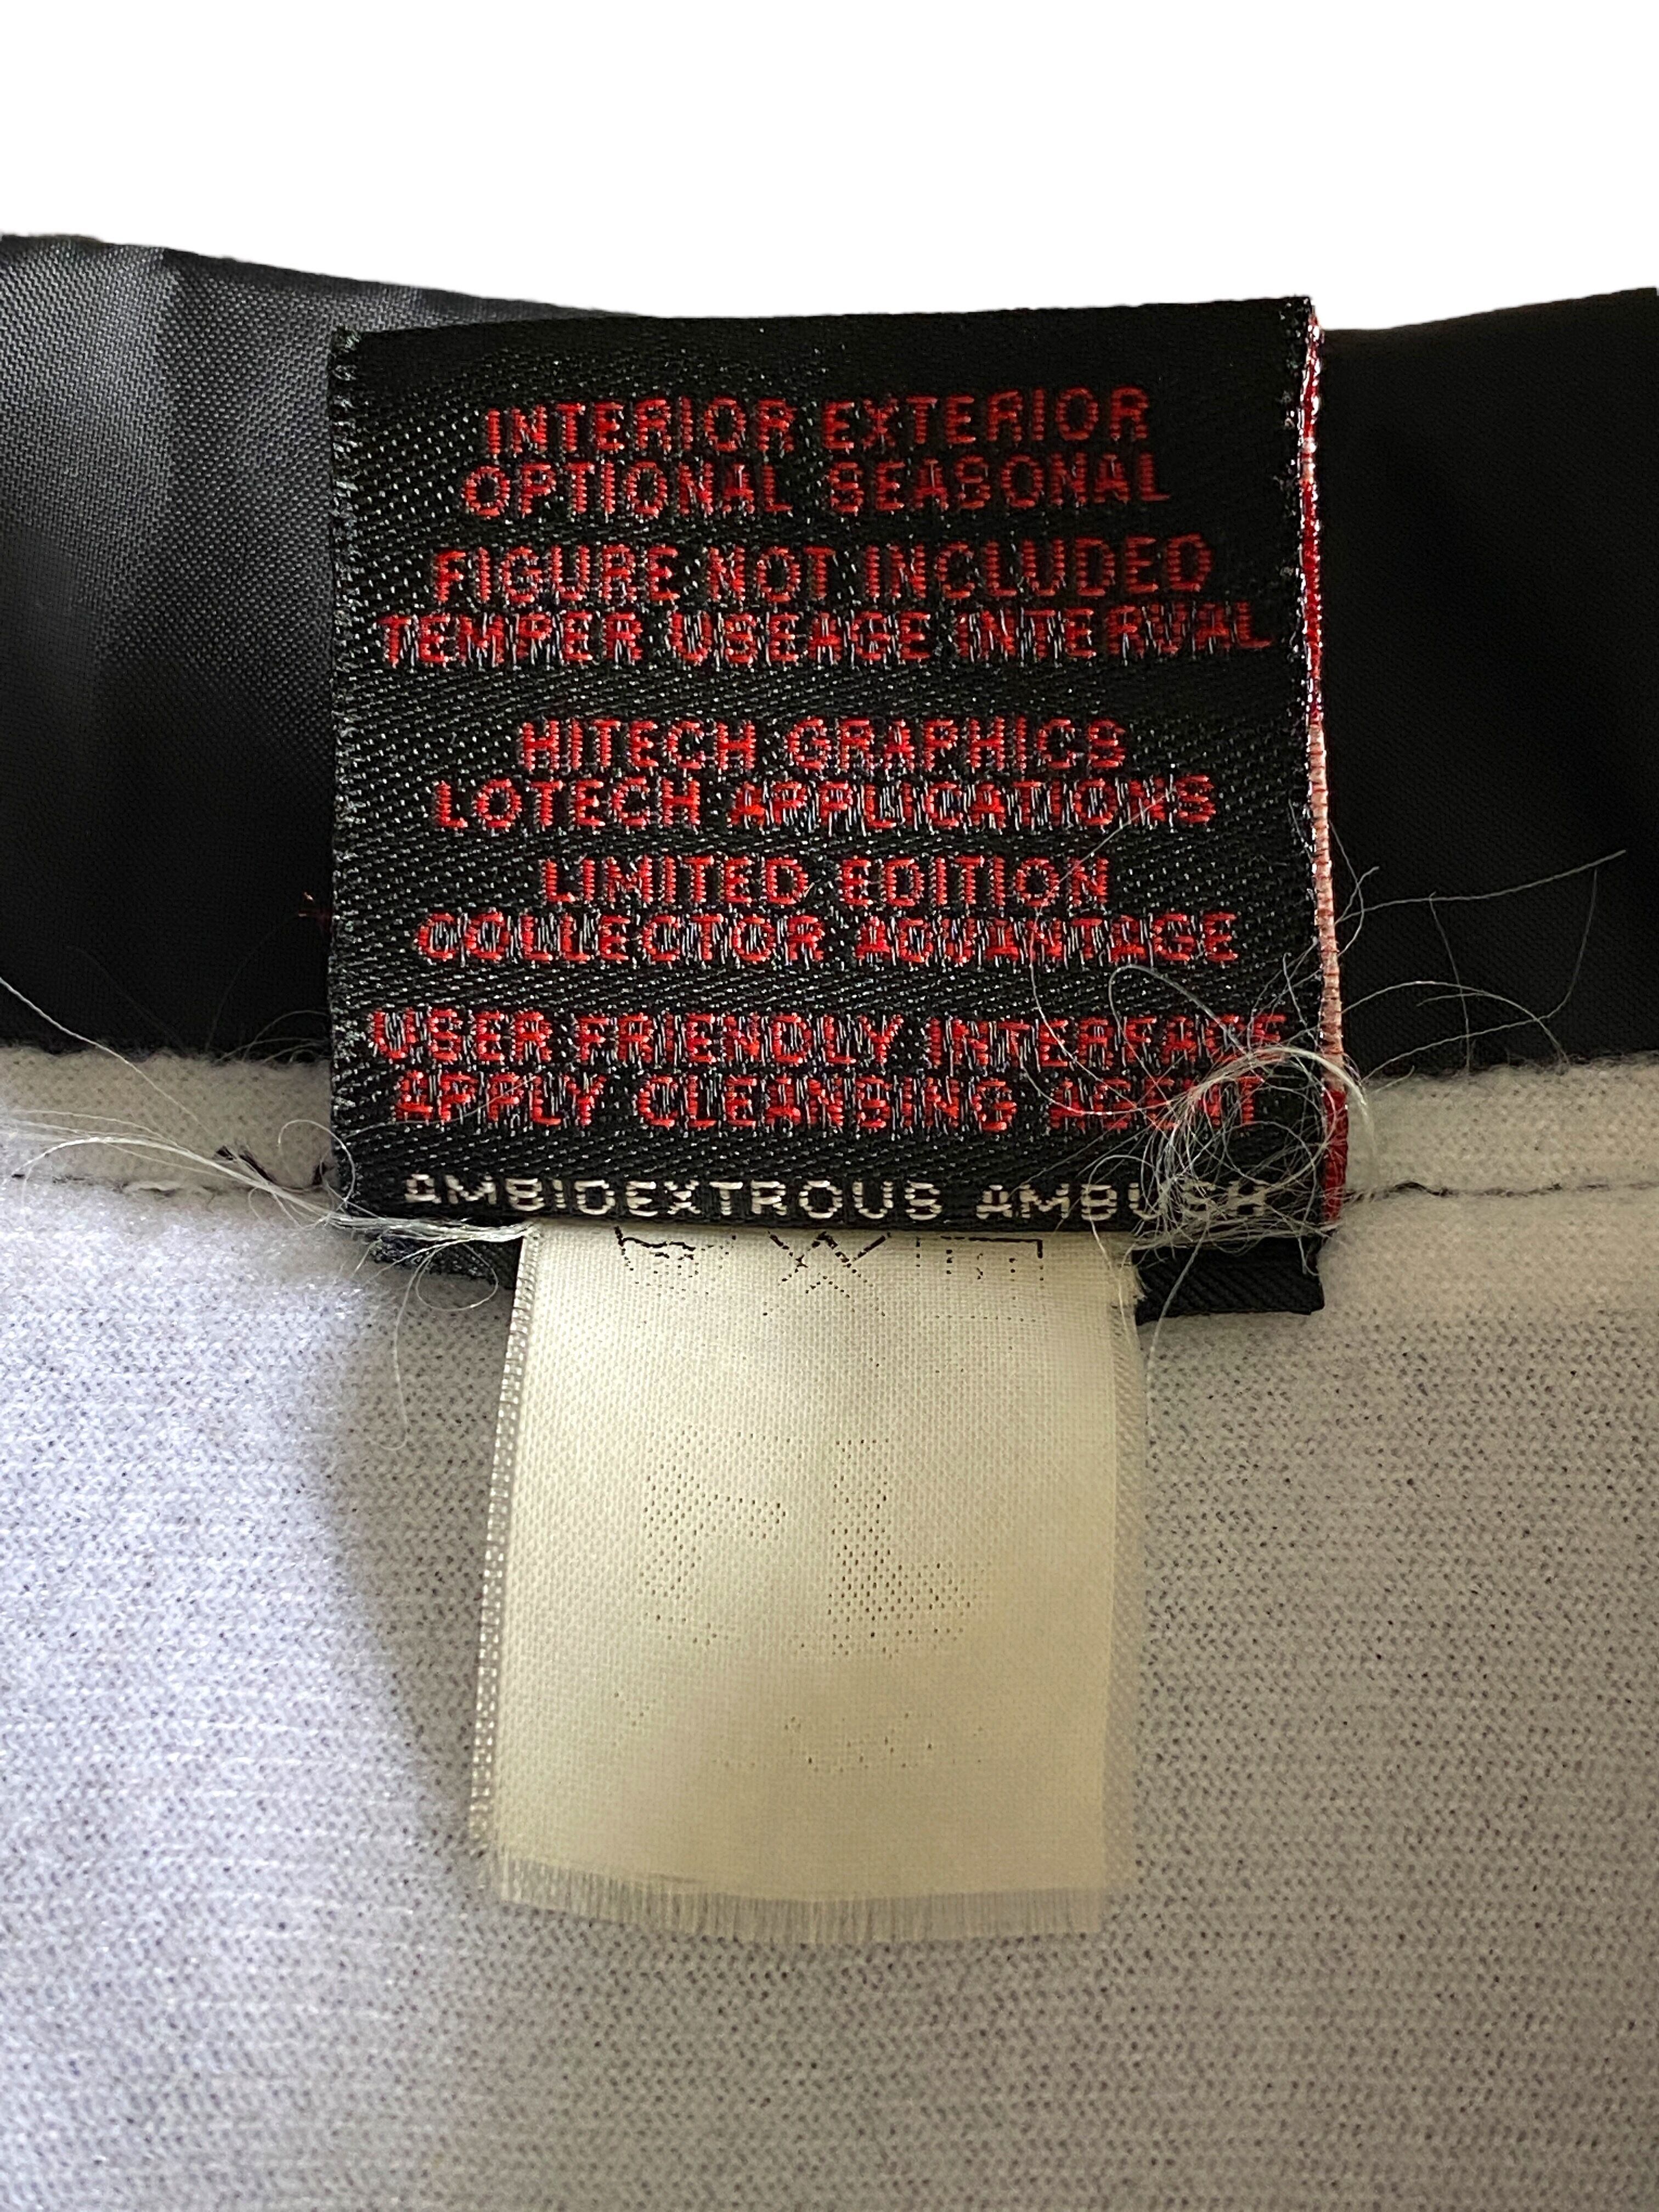 INTERIOR EXTERIOR
OPTIONAL SEASONAL
FIGURE NOT INCLUDED
TEMPER USEAGE INTERVAL
HITECH GRAPHICS
LOTECH APPLICATIONS
LIMITED EDITION
COLLECTOR ADVANTAGE
USER FRIENDLY INTERFACE
APPLY CLEANSING AGENT
AMBIDEXTROUS AMBUSH